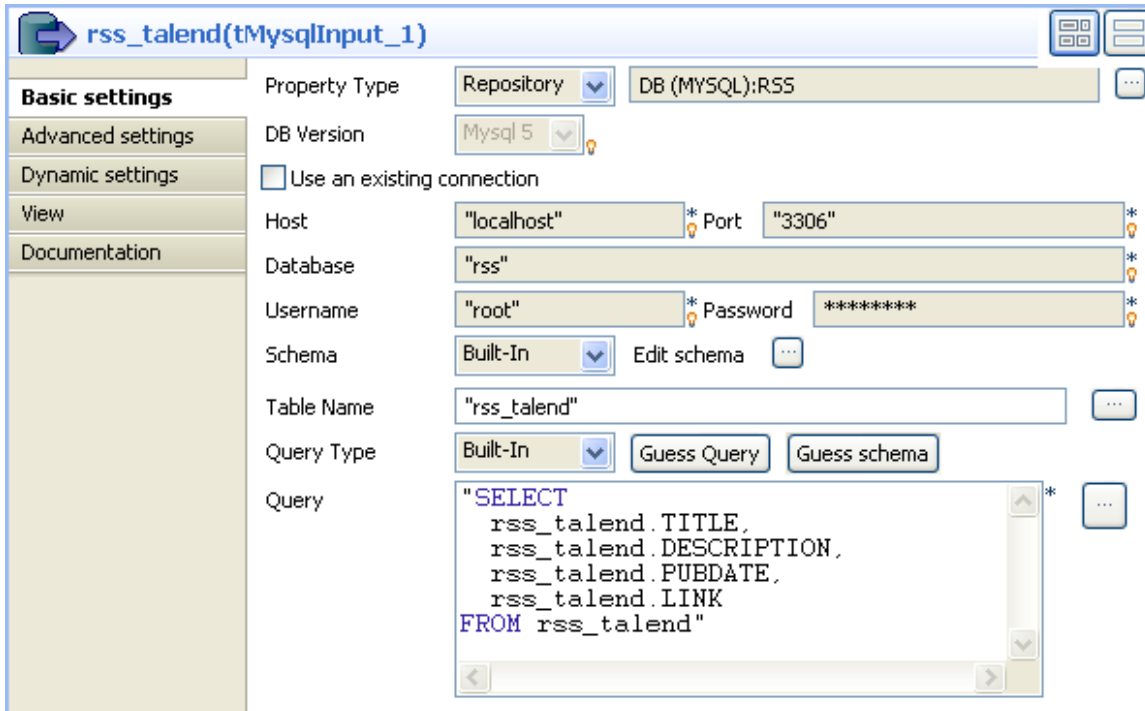 rss_talend(tMysqlInput_1)
Basic settings
Advanced settings
Dynamic settings
View
Documentation
Property Type Repository DB (MYSQL):RSS ...
DB Version Mysql 5
Use an existing connection
Host "localhost" * Port "3306" *
Database "rss" *
Username "root" * Password ******** *
Schema Built-In Edit schema ...
Table Name "rss_talend" ...
Query Type Built-In Guess Query Guess schema
Query "SELECT * ...
rss_talend.TITLE,
rss_talend.DESCRIPTION,
rss_talend.PUBDATE,
rss_talend.LINK
FROM rss_talend"